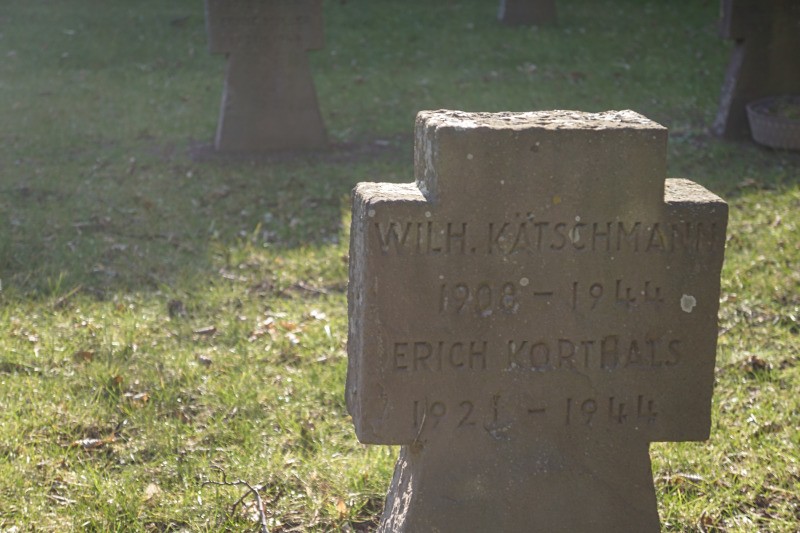 WILH. KÄTSCHMANN
1908 – 1944
ERICH KORTHALS
1921 – 1944